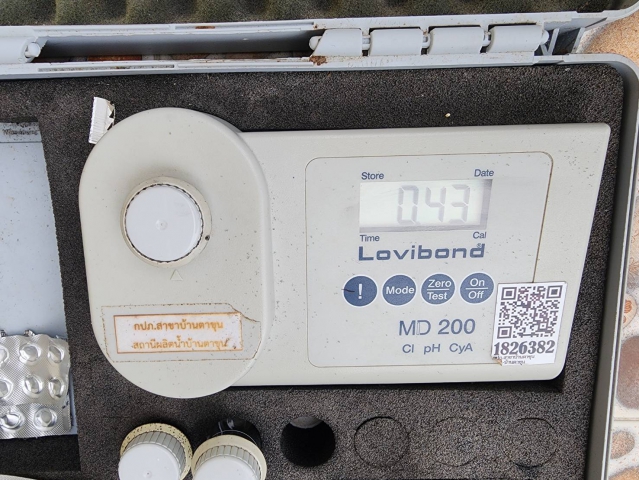 Store Date
0.43
Time Cal
Lovibond
! Mode Zero Test On Off
MD 200
Cl pH CyA
กปภ.สาขาบ้านตาขุน
สถานีผลิตน้ำบ้านตาขุน
1826382